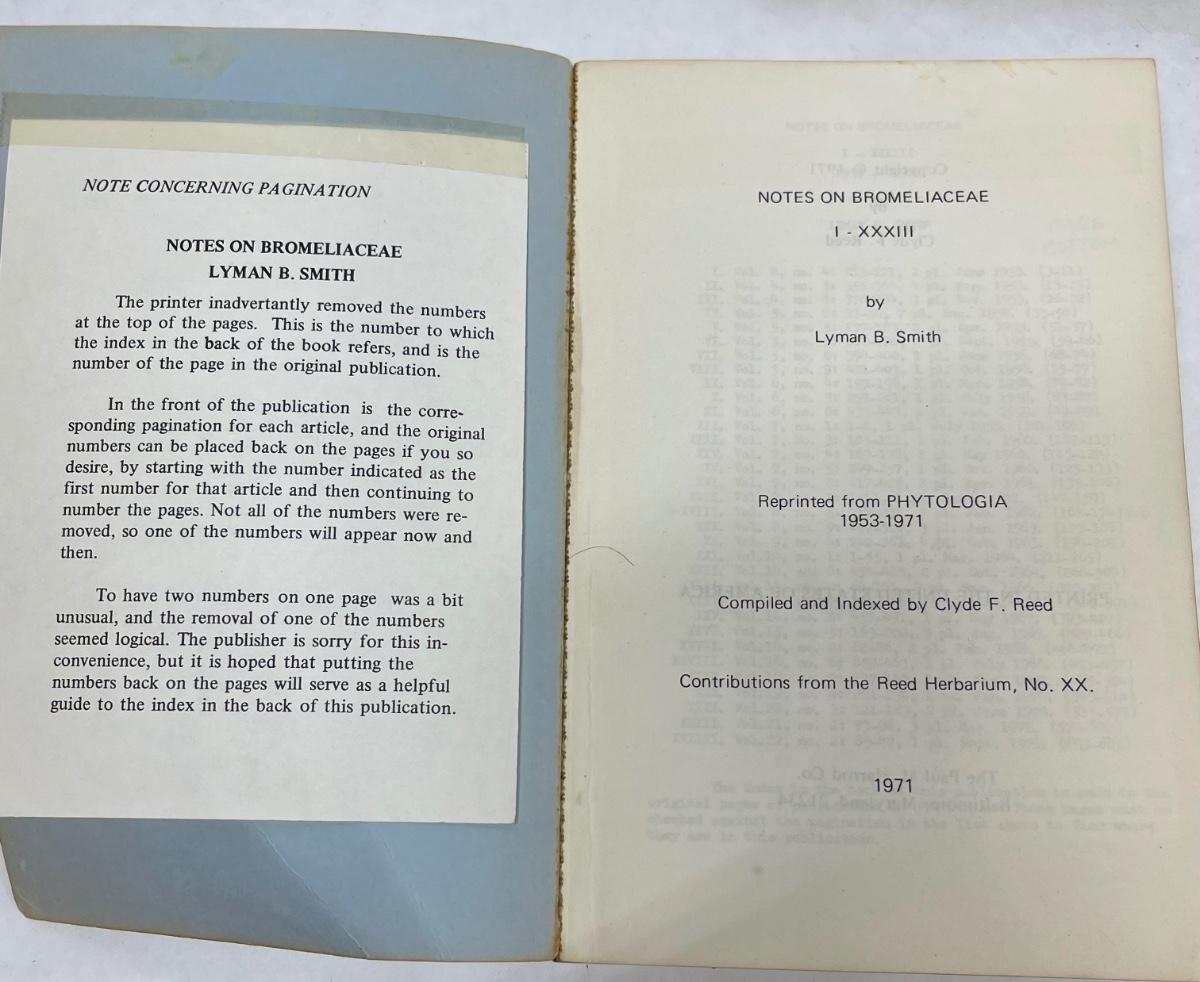 NOTE CONCERNING PAGINATION
NOTES ON BROMELIACEAE
LYMAN B. SMITH
The printer inadvertently removed the numbers
at the top of the pages. This is the number to which
the index in the back of the book refers, and is the
number of the page in the original publication.
In the front of the publication is the corre-
sponding pagination for each article, and the original
numbers can be placed back on the pages if you so
desire, by starting with the number indicated as the
first number for that article and then continuing to
number the pages. Not all of the numbers were re-
moved, so one of the numbers will appear now and
then.
To have two numbers on one page was a bit
unusual, and the removal of one of the numbers
seemed logical. The publisher is sorry for this in-
convenience, but it is hoped that putting the
numbers back on the pages will serve as a helpful
guide to the index in the back of this publication.
NOTES ON BROMELIACEAE
I - XXXIII
by
Lyman B. Smith
Reprinted from PHYTOLOGIA
1953-1971
Compiled and Indexed by Clyde F. Reed
Contributions from the Reed Herbarium, No. XX.
1971